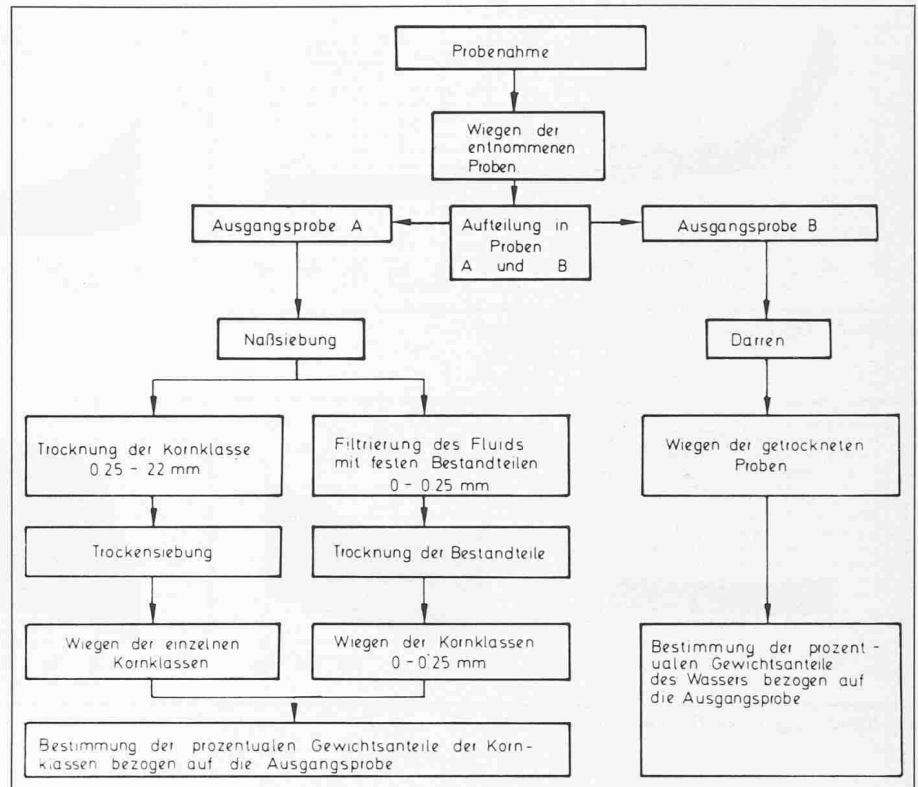 Probenahme
Wiegen der
entnommenen
Proben
Ausgangsprobe A
Aufteilung in
Proben
A und B
Ausgangsprobe B
Naßsiebung
Darren
Trocknung der Kornklasse
0.25 - 22 mm
Filtrierung des Fluids
mit festen Bestandteilen
0 - 0.25 mm
Wiegen der getrockneten
Proben
Trockensiebung
Trocknung der Bestandteile
Wiegen der einzelnen
Kornklassen
Wiegen der Kornklassen
0 - 0.25 mm
Bestimmung der prozent -
ualen Gewichtsanteile
des Wassers bezogen auf
die Ausgangsprobe
Bestimmung der prozentualen Gewichtsanteile der Korn-
klassen bezogen auf die Ausgangsprobe